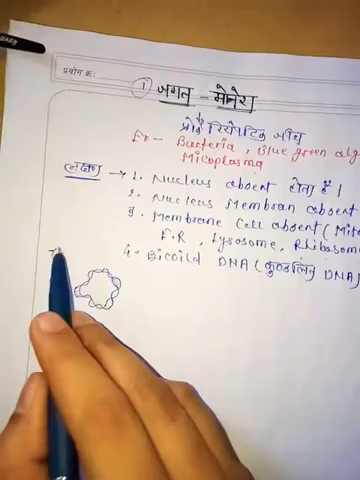 प्रयोग क्र.
① जगत - मोनेरा
प्रोकैरियोटिक जीव
Ex- Bacteria, Blue green alg
Micoplasma
लक्षण → 1. Nucleus absent होता है।
2. Nucleus Membran absent
3. Membrane Cell absent (Mit
E.R, Lysosome, Rhibosome
4. Bicoild DNA (कुण्डलित DNA)